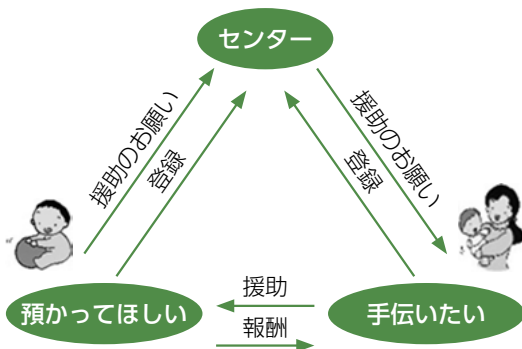 センター
援助のお願い
登録
登録
援助のお願い
預かってほしい
援助
報酬
手伝いたい